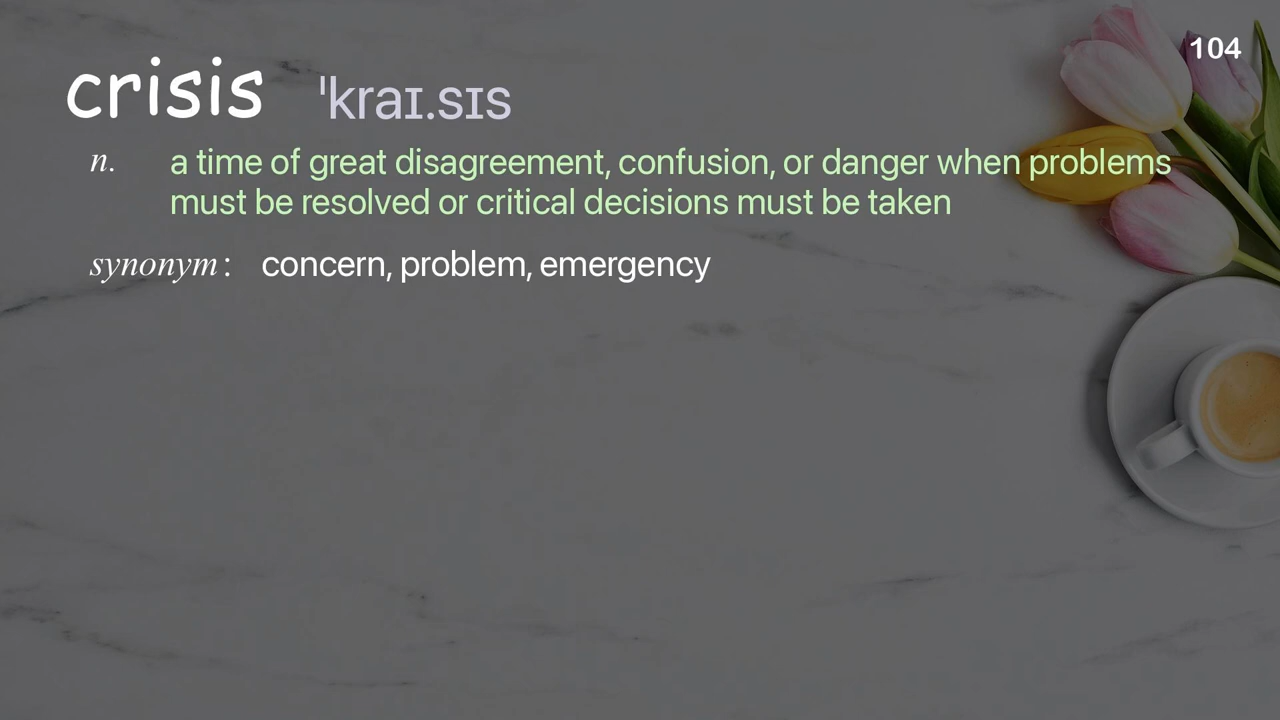 104
crisis ˈkraɪ.sɪs
n. a time of great disagreement, confusion, or danger when problems
must be resolved or critical decisions must be taken
synonym: concern, problem, emergency